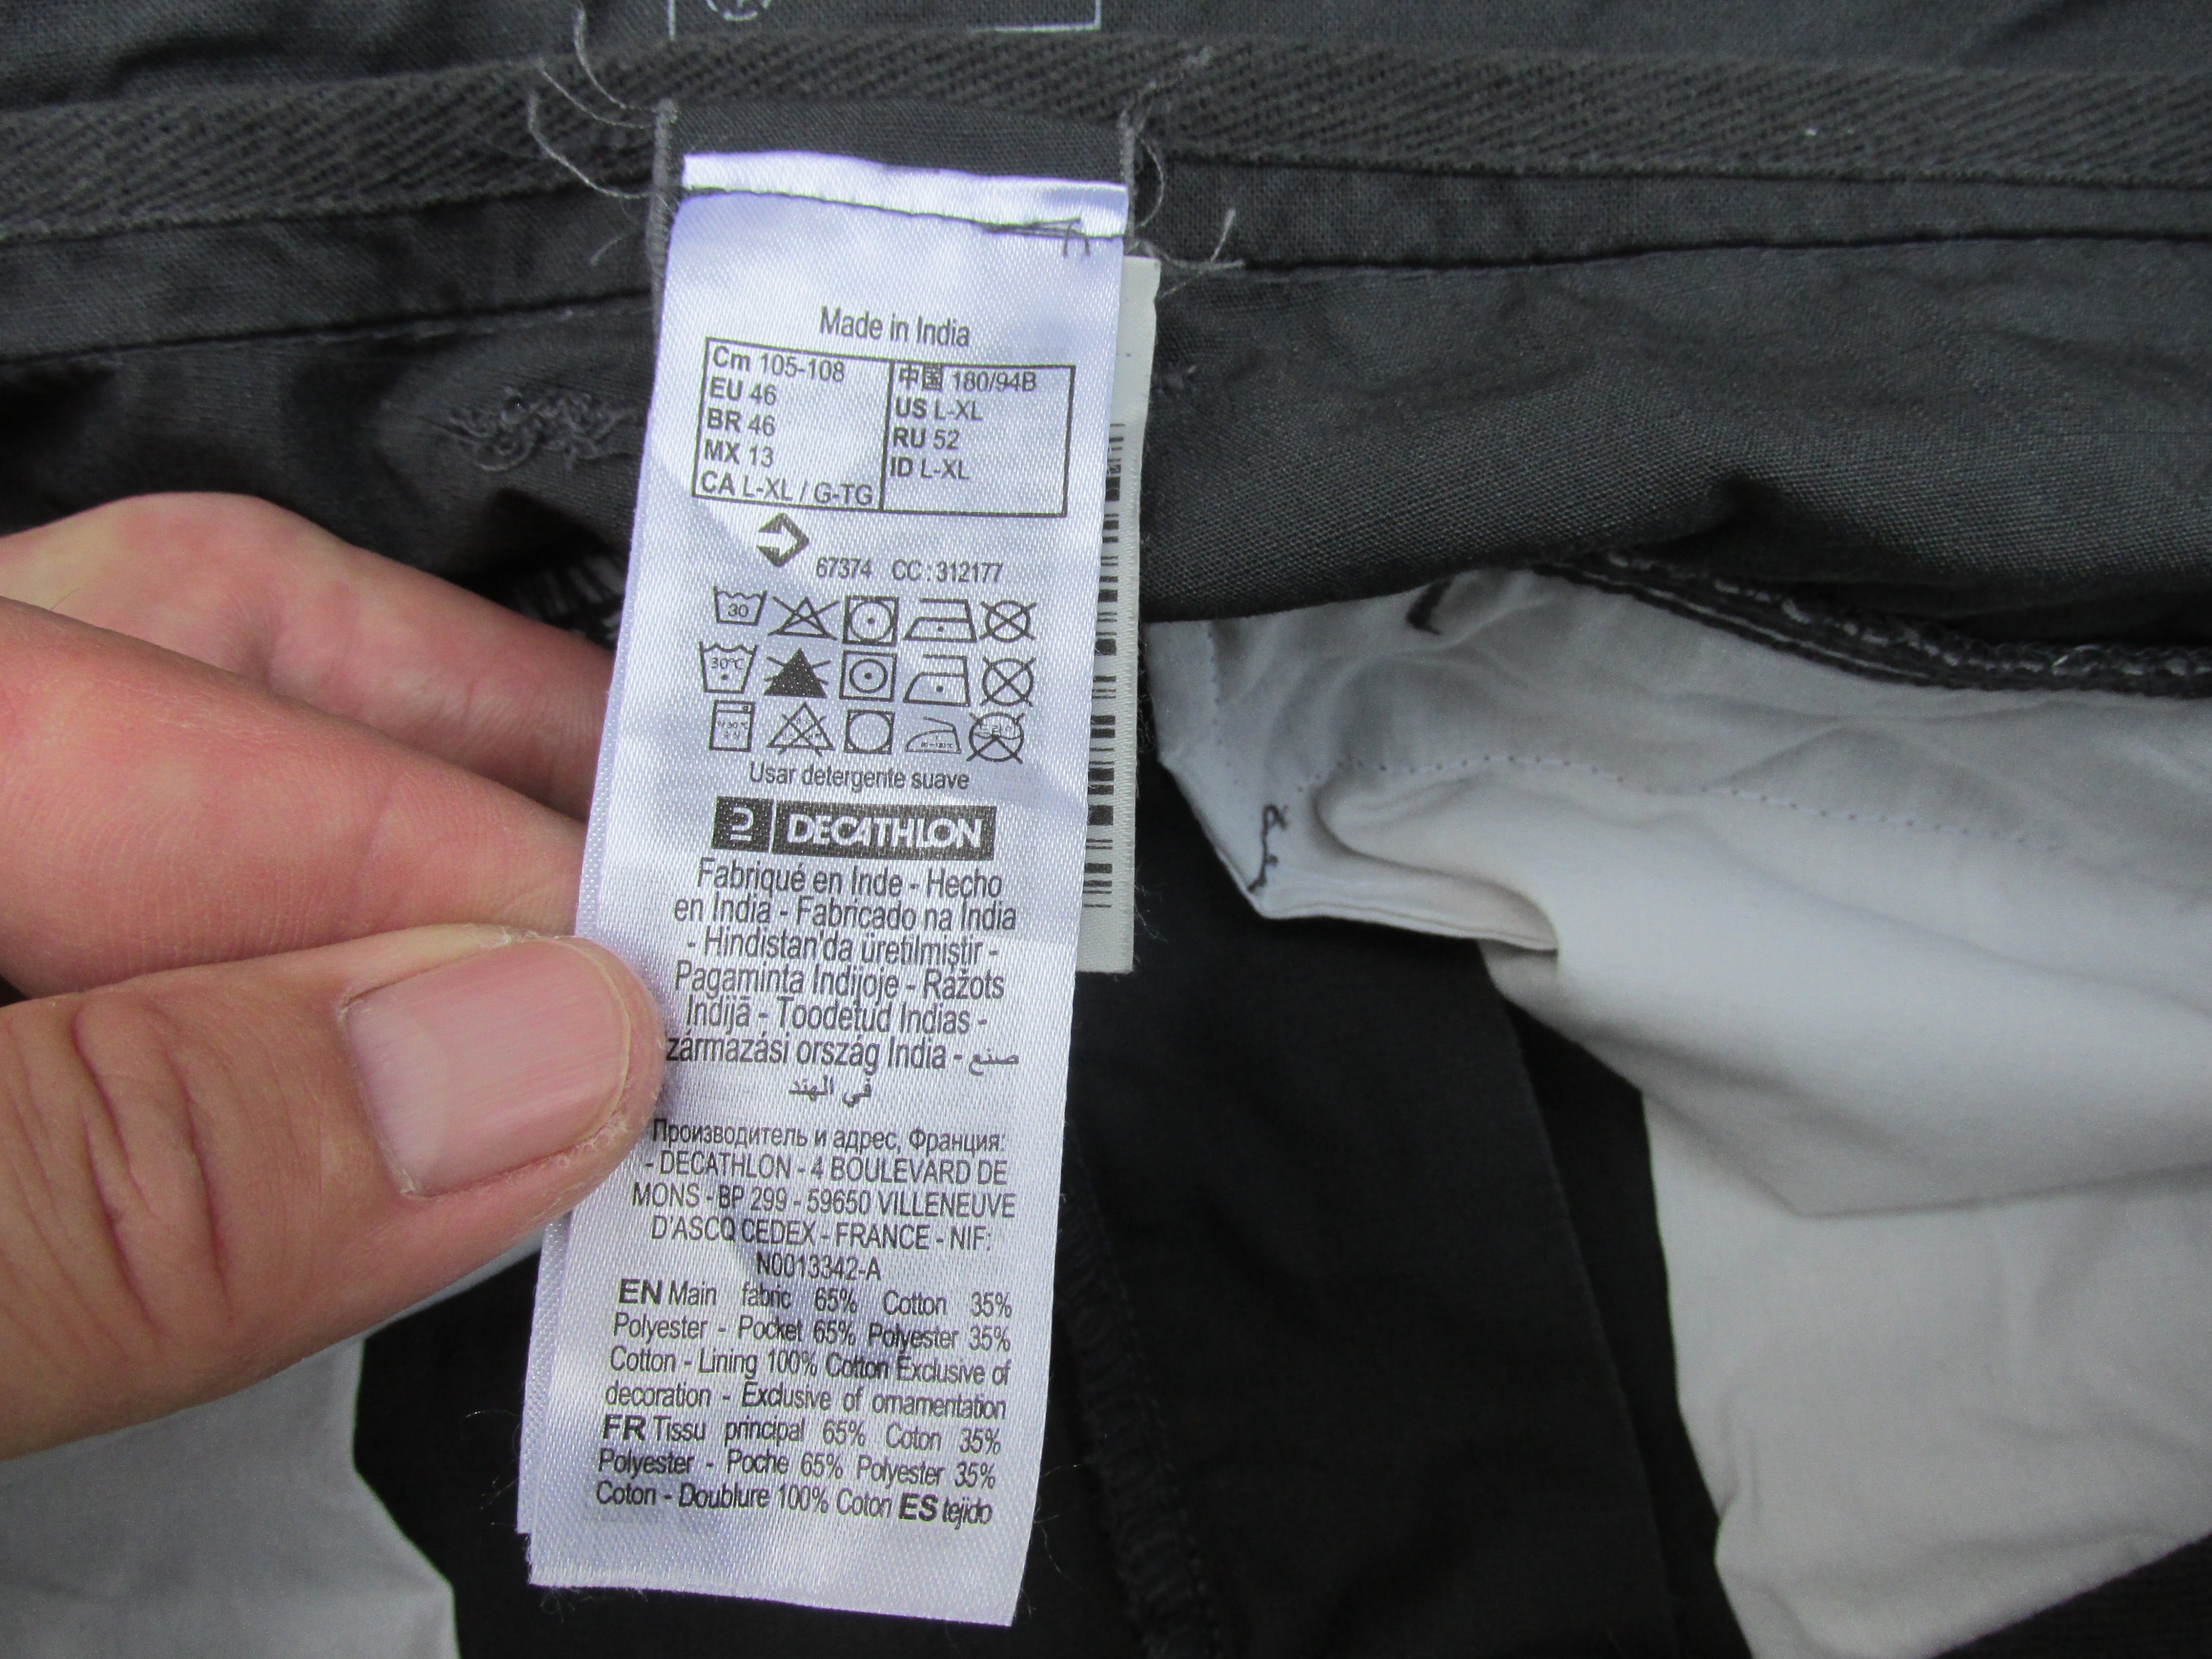 Made in India
Cm 105-108
EU 46
BR 46
MX 13
CA L-XL / G-TG
中国 180/94B
US L-XL
RU 52
ID L-XL
67374 CC : 312177
30
30°C
Usar detergente suave
DECATHLON
Fabriqué en Inde - Hecho
en India - Fabricado na India
- Hindistan'da üretilmiştir -
Pagaminta Indijoje - Ražots
Indijā - Toodetud Indias -
zármazási ország India - صنع
في الهند
Производитель и адрес, Франция:
- DECATHLON - 4 BOULEVARD DE
MONS - BP 299 - 59650 VILLENEUVE
D'ASCQ CEDEX - FRANCE - NIF:
N0013342-A
EN Main fabric 65% Cotton 35%
Polyester - Pocket 65% Polyester 35%
Cotton - Lining 100% Cotton Exclusive of
decoration - Exclusive of ornamentation
FR Tissu principal 65% Coton 35%
Polyester - Poche 65% Polyester 35%
Coton - Doublure 100% Coton ES tejido